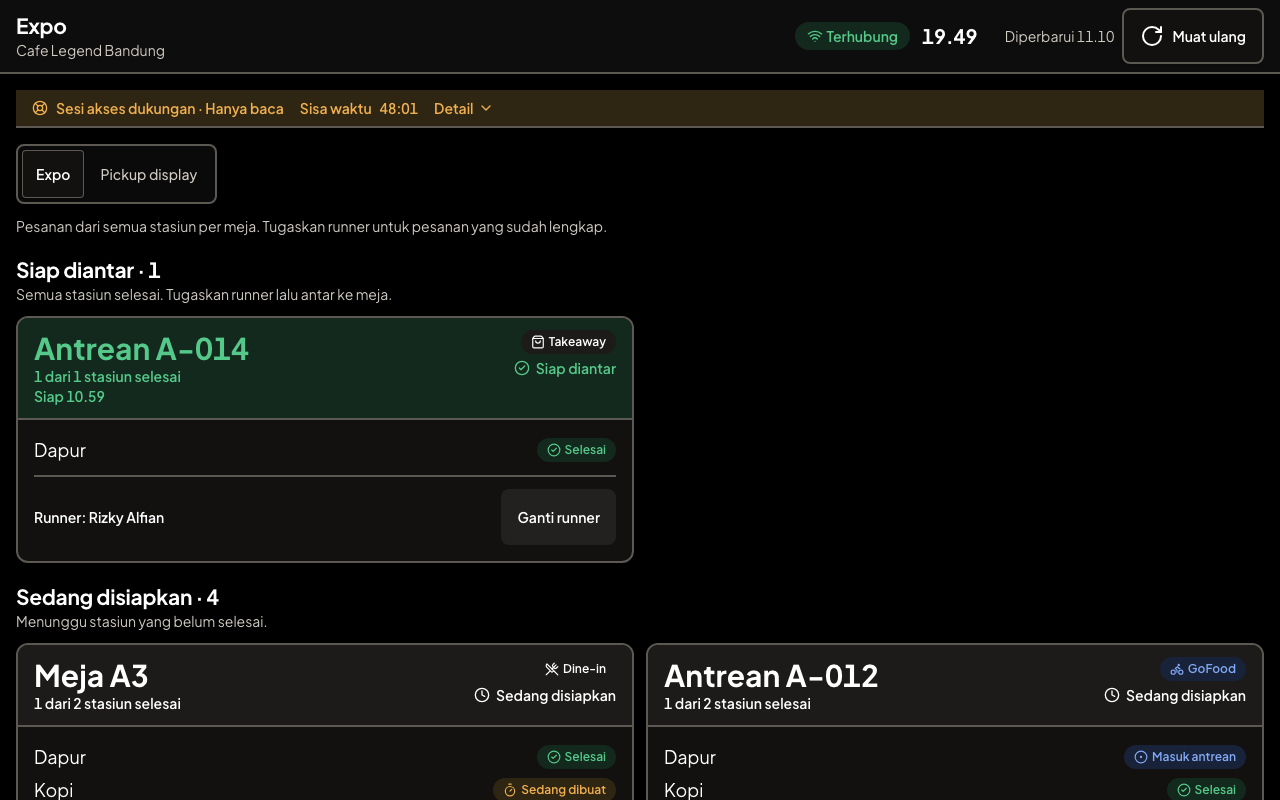 Expo
Cafe Legend Bandung
Terhubung
19.49
Diperbarui 11.10
Muat ulang
Sesi akses dukungan · Hanya baca
Sisa waktu 48:01
Detail
Expo
Pickup display
Pesanan dari semua stasiun per meja. Tugaskan runner untuk pesanan yang sudah lengkap.
Siap diantar · 1
Semua stasiun selesai. Tugaskan runner lalu antar ke meja.
Antrean A-014
Takeaway
1 dari 1 stasiun selesai
Siap diantar
Siap 10.59
Dapur
Selesai
Runner: Rizky Alfian
Ganti runner
Sedang disiapkan · 4
Menunggu stasiun yang belum selesai.
Meja A3
Dine-in
1 dari 2 stasiun selesai
Sedang disiapkan
Dapur
Selesai
Kopi
Sedang dibuat
Antrean A-012
GoFood
1 dari 2 stasiun selesai
Sedang disiapkan
Dapur
Masuk antrean
Kopi
Selesai